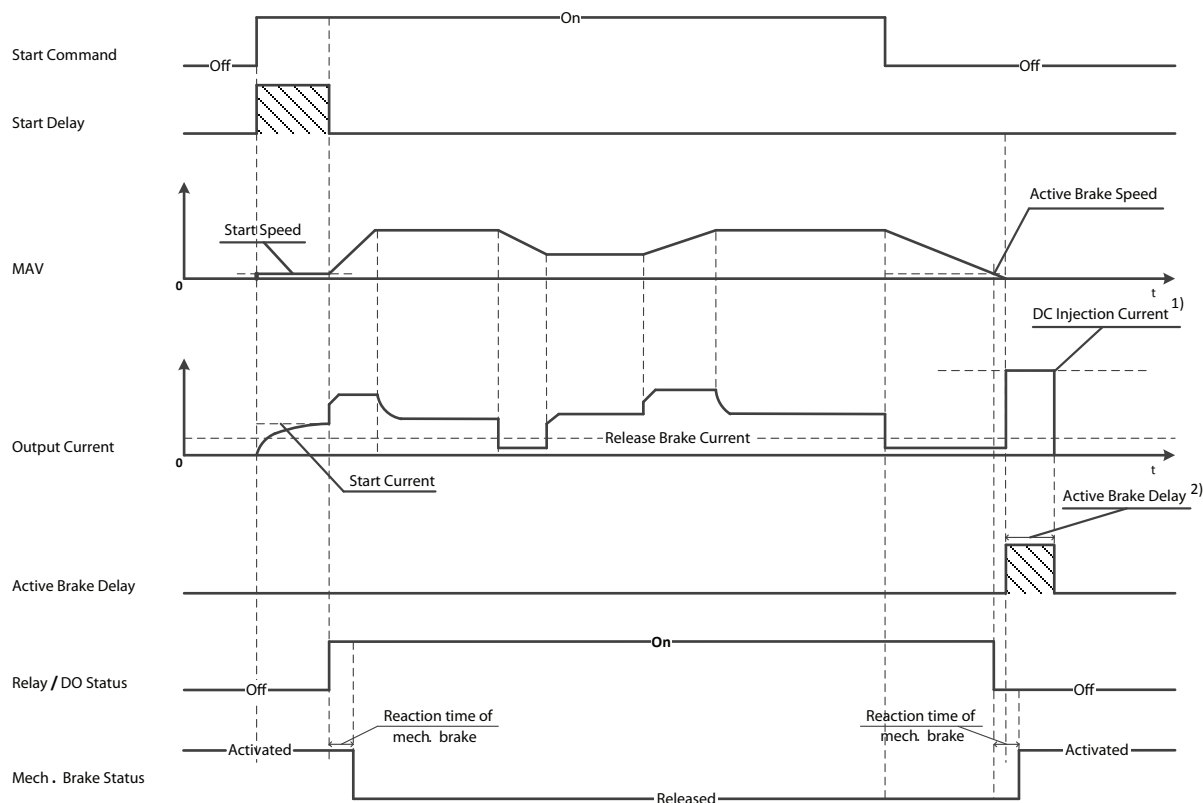 On
Start Command
Off
Off
Start Delay
Active Brake Speed
Start Speed
MAV
0
t
DC Injection Current 1)
Release Brake Current
Output Current
0
t
Start Current
Active Brake Delay 2)
Active Brake Delay
On
Relay / DO Status
Off
Off
Reaction time of
mech. brake
Reaction time of
mech. brake
Activated
Activated
Mech . Brake Status
Released